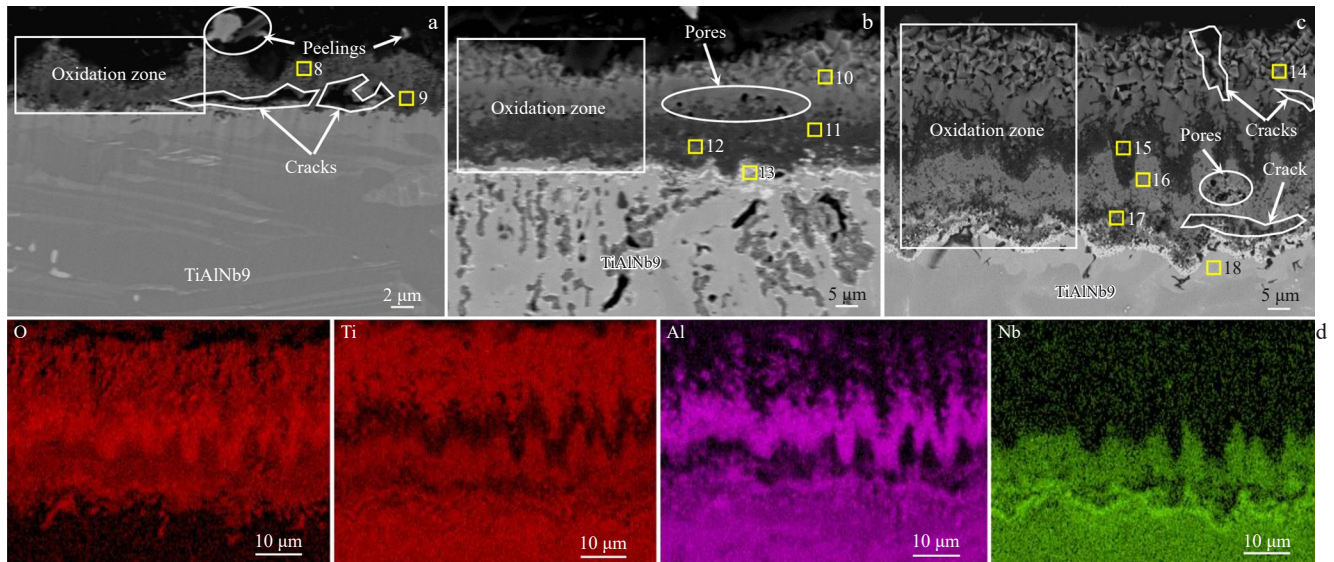 a
Peelings
Oxidation zone
8
9
Cracks
TiAlNb9
2 μm
b
Pores
10
Oxidation zone
11
12
13
TiAlNb9
5 μm
c
14
Cracks
Oxidation zone
15
Pores
16
Crack
17
18
TiAlNb9
5 μm
O
10 μm
Ti
10 μm
Al
10 μm
Nb
10 μm
d